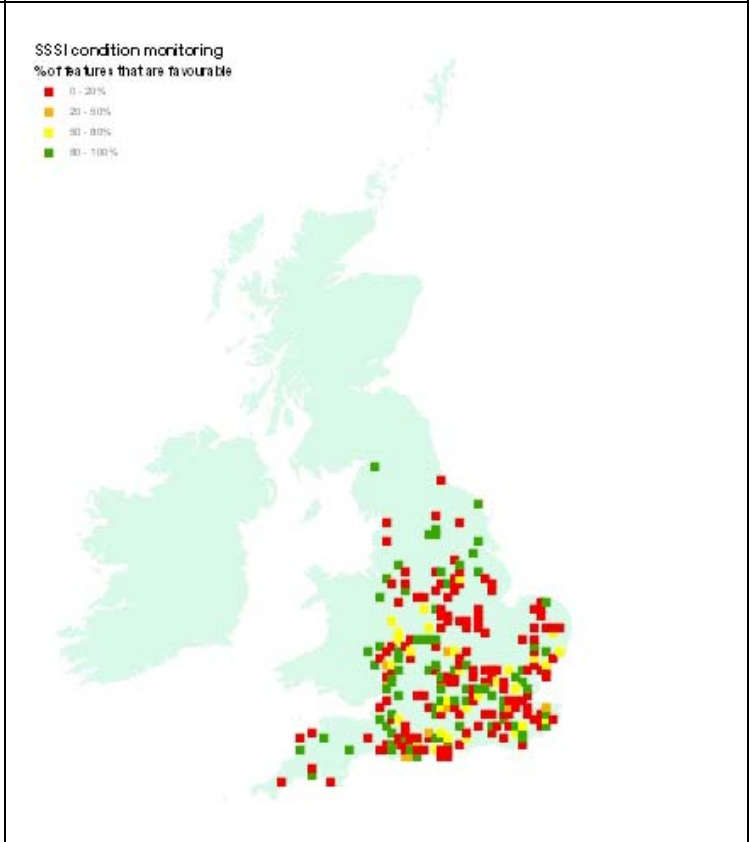 SSSI condition monitoring
% of features that are favourable
0 - 20%
20 - 50%
50 - 80%
80 - 100%